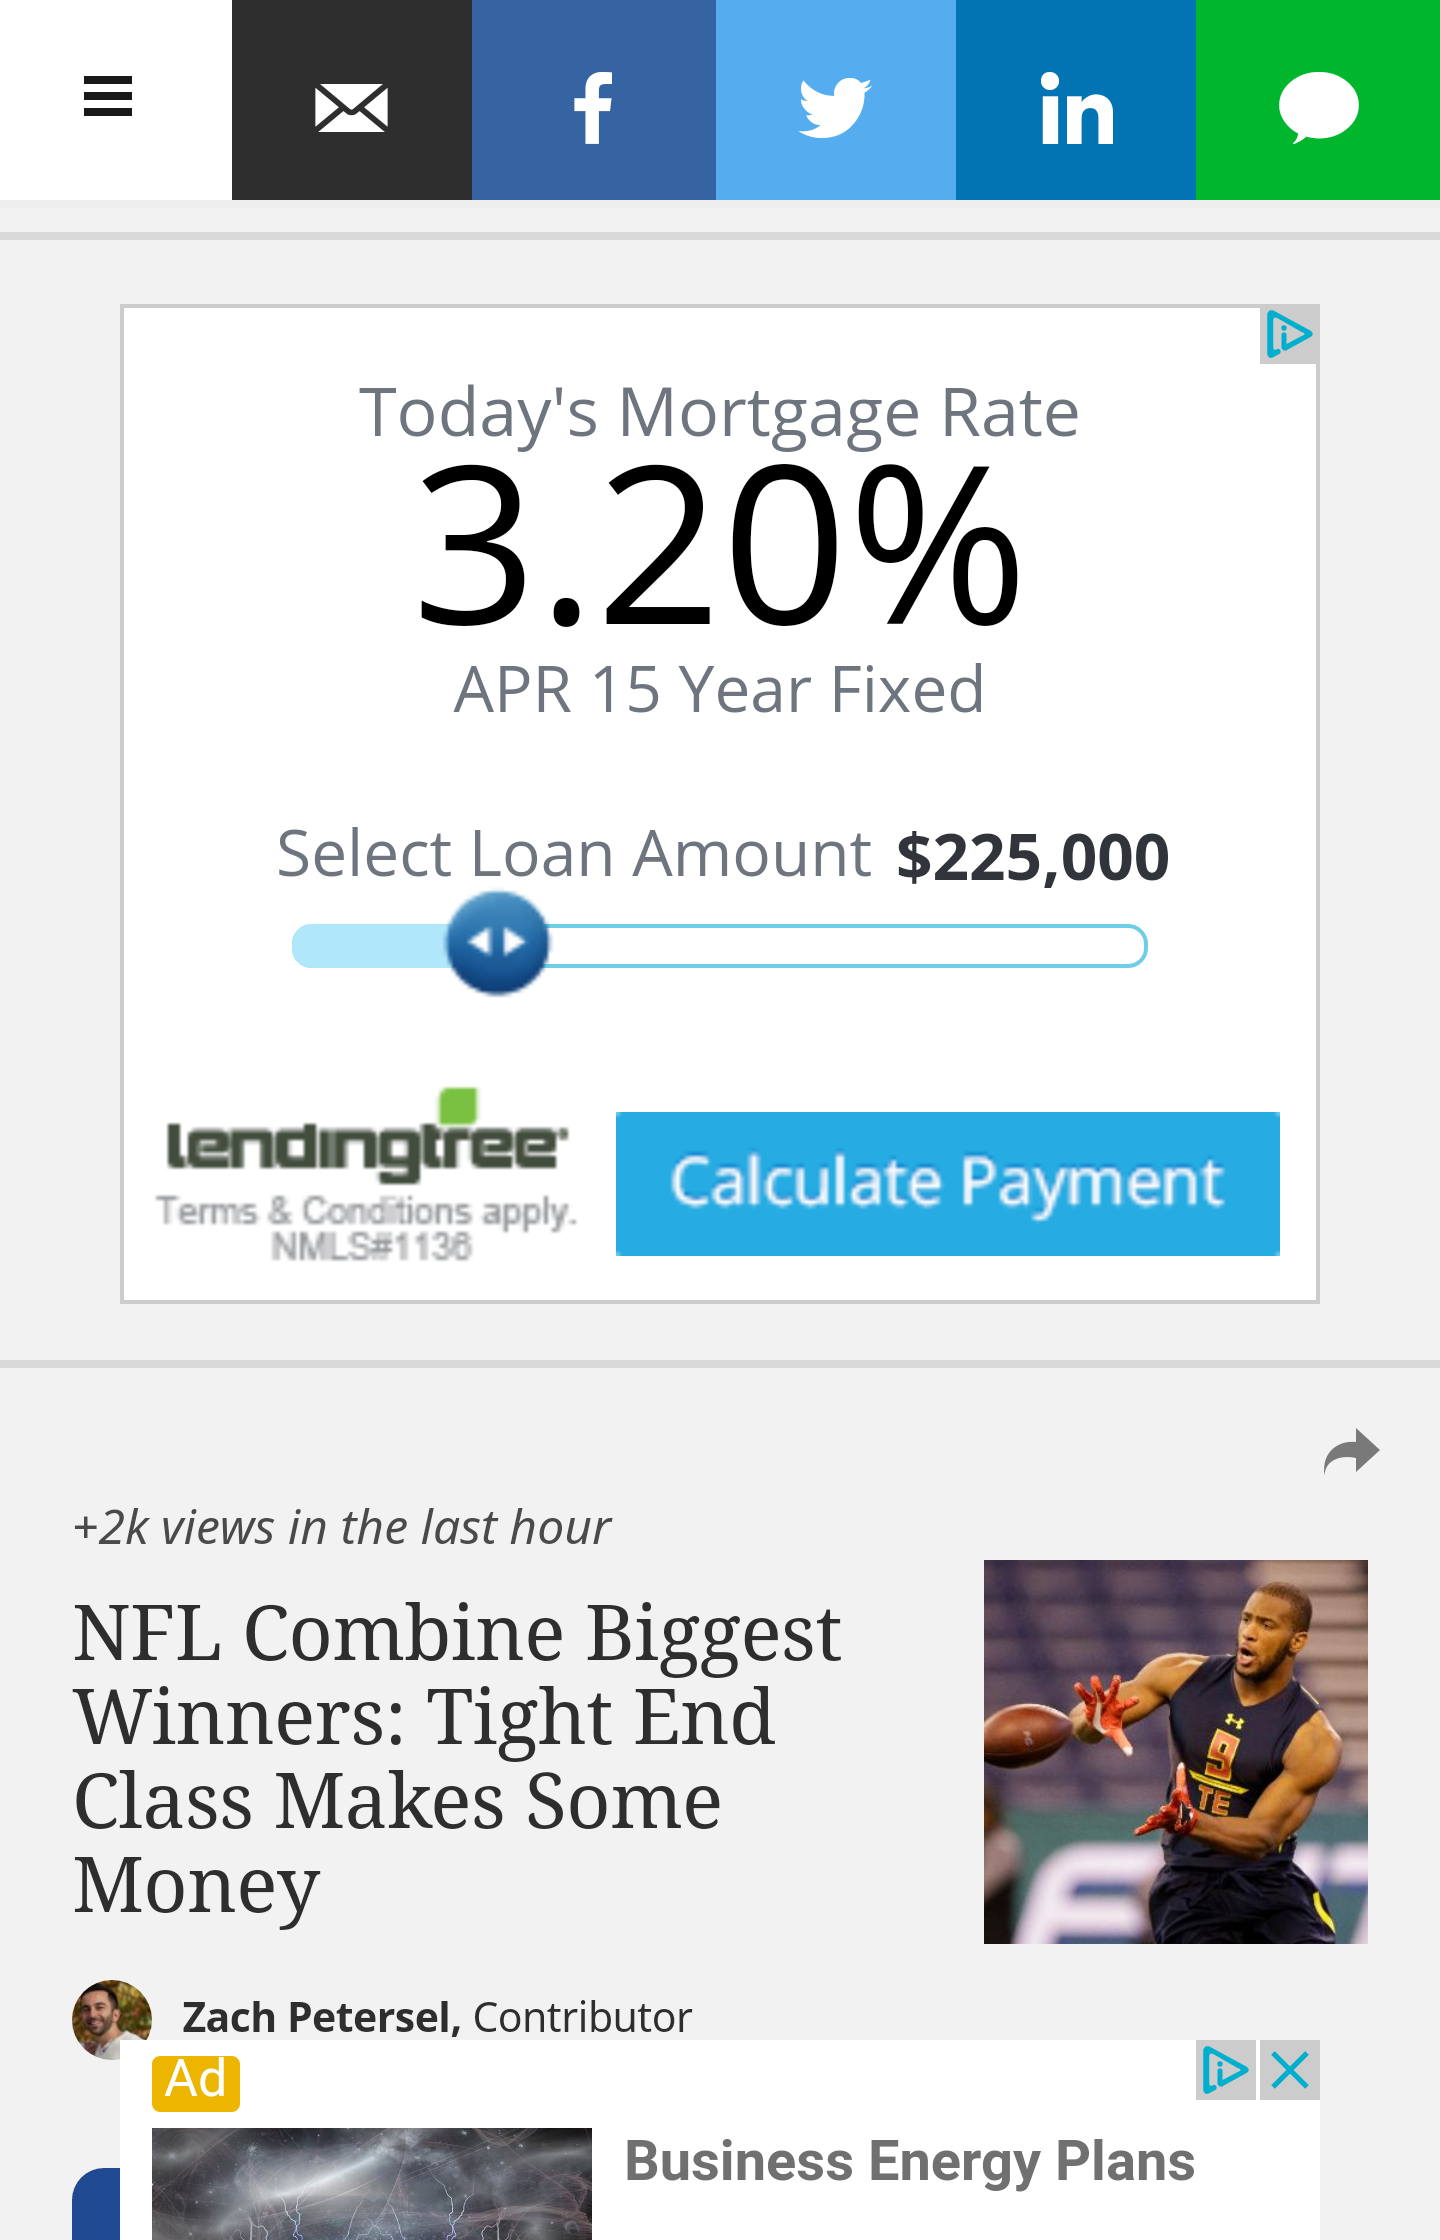 Today's Mortgage Rate
3.20%
APR 15 Year Fixed
Select Loan Amount $225,000
lendingtree
Terms & Conditions apply.
NMLS#1136
Calculate Payment
+2k views in the last hour
NFL Combine Biggest
Winners: Tight End
Class Makes Some
Money
9
TE
Zach Petersel, Contributor
Ad
Business Energy Plans